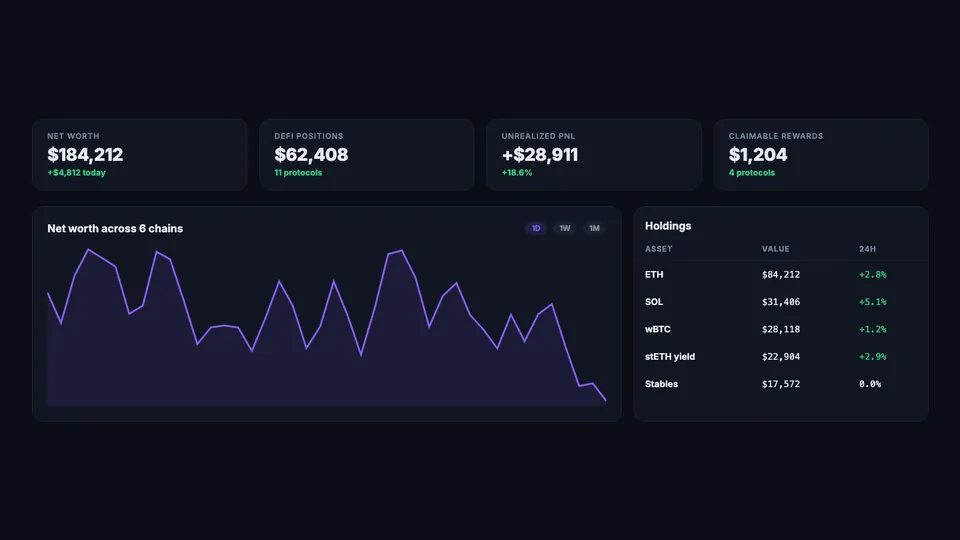 NET WORTH
$184,212
+$4,812 today
DEFI POSITIONS
$62,408
11 protocols
UNREALIZED PNL
+$28,911
+18.6%
CLAIMABLE REWARDS
$1,204
4 protocols
Net worth across 6 chains
1D 1W 1M
Holdings
ASSET VALUE 24H
ETH $84,212 +2.8%
SOL $31,406 +5.1%
wBTC $28,118 +1.2%
stETH yield $22,904 +2.9%
Stables $17,572 0.0%